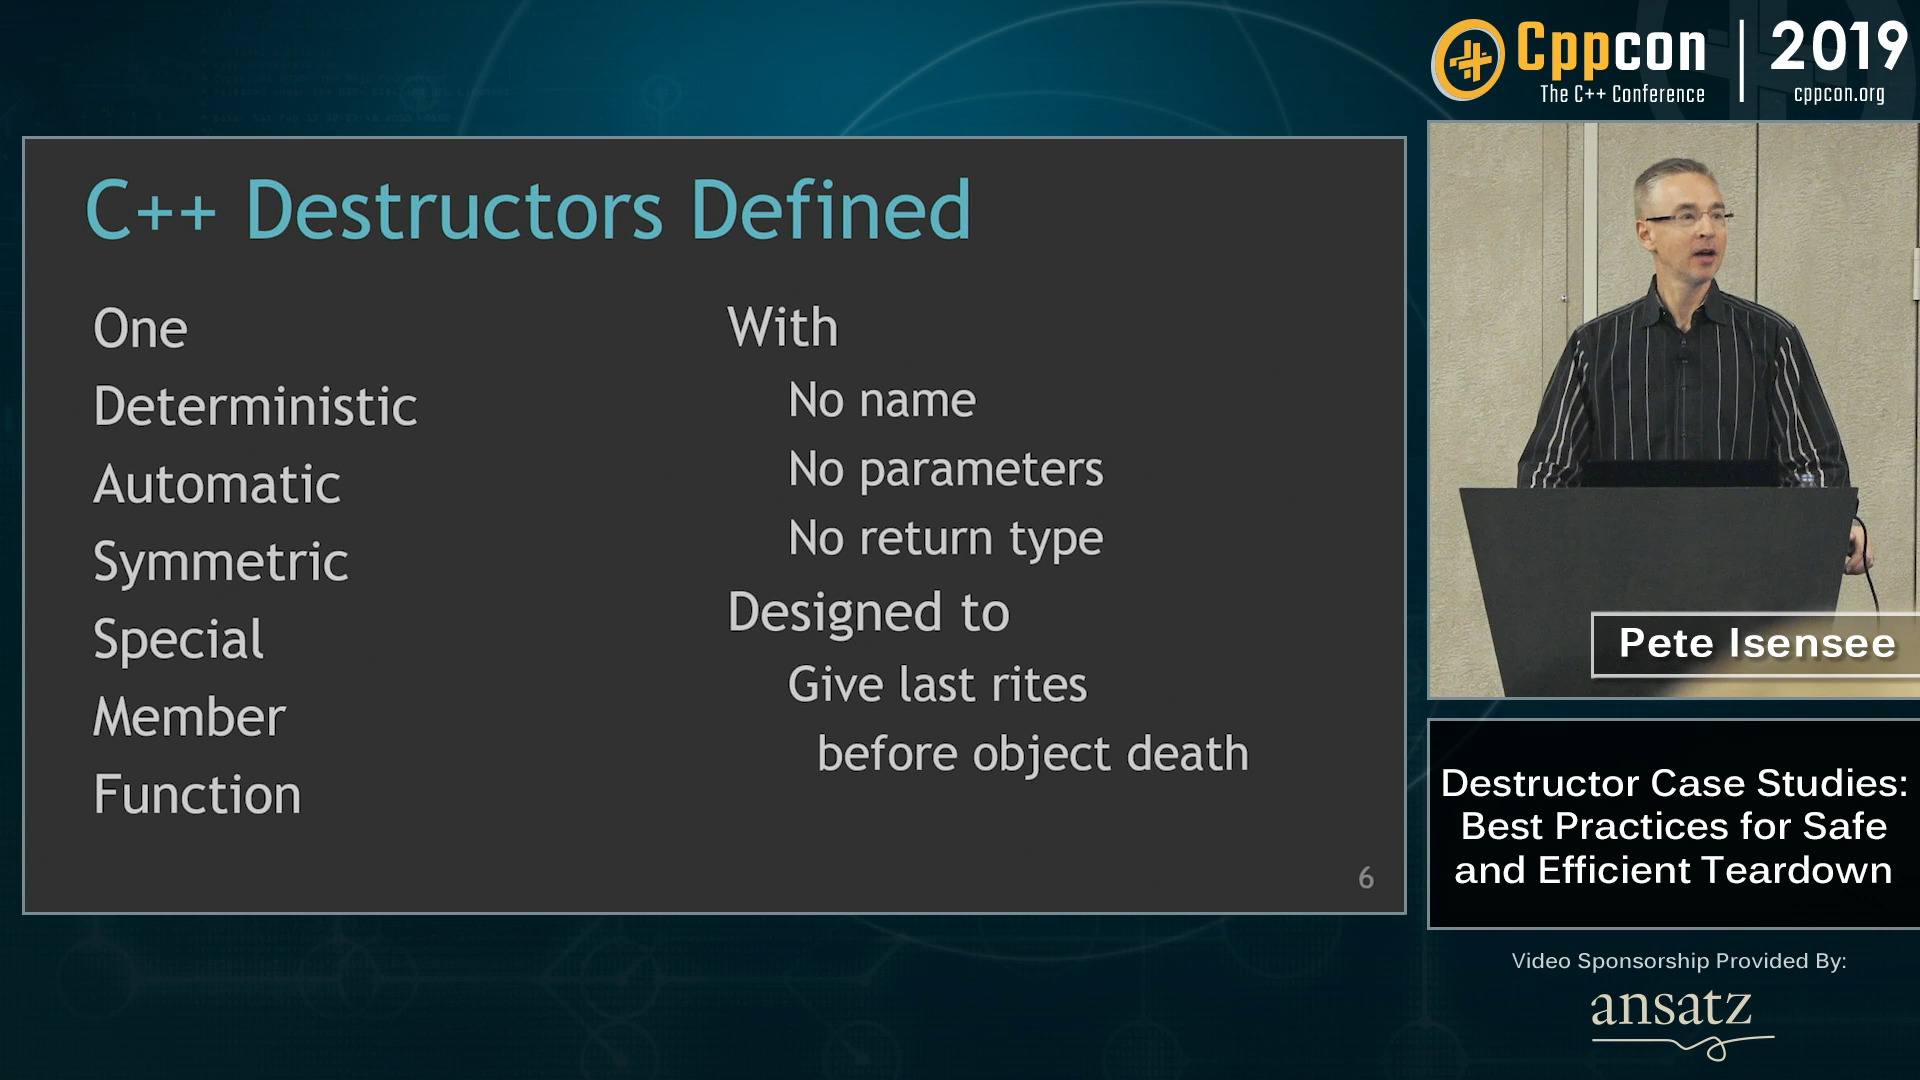 Cppcon
The C++ Conference
2019
cppcon.org
C++ Destructors Defined
One
Deterministic
Automatic
Symmetric
Special
Member
Function
With
No name
No parameters
No return type
Designed to
Give last rites
before object death
6
Pete Isensee
Destructor Case Studies:
Best Practices for Safe
and Efficient Teardown
Video Sponsorship Provided By:
ansatz